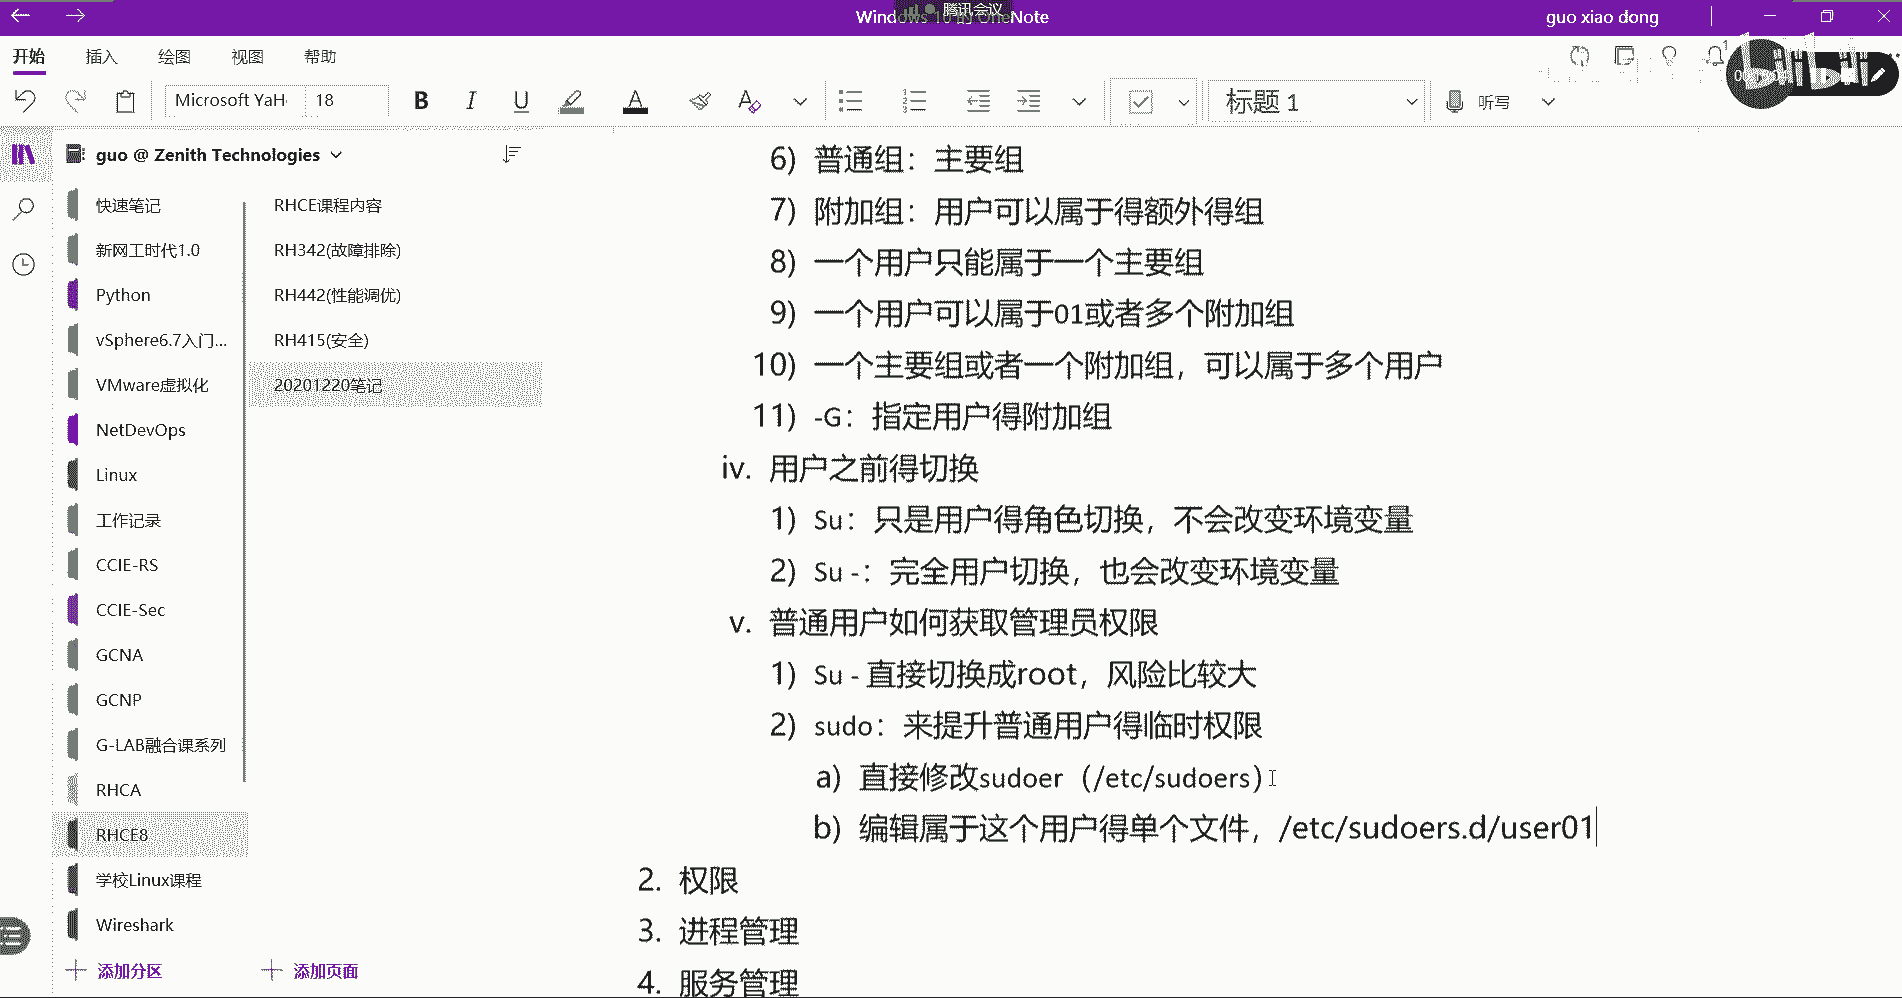 腾讯会议
Windows 10 的 OneNote
guo xiao dong
开始 插入 绘图 视图 帮助
Microsoft YaH 18 B I U A 标题 1 听写
guo @ Zenith Technologies
快速笔记
新网工时代1.0
Python
vSphere6.7入门...
VMware虚拟化
NetDevOps
Linux
工作记录
CCIE-RS
CCIE-Sec
GCNA
GCNP
G-LAB融合课系列
RHCA
RHCE8
学校Linux课程
Wireshark
添加分区
RHCE课程内容
RH342(故障排除)
RH442(性能调优)
RH415(安全)
20201220笔记
添加页面
6) 普通组：主要组
7) 附加组：用户可以属于得额外得组
8) 一个用户只能属于一个主要组
9) 一个用户可以属于01或者多个附加组
10) 一个主要组或者一个附加组，可以属于多个用户
11) -G：指定用户得附加组
iv. 用户之前得切换
1) Su：只是用户得角色切换，不会改变环境变量
2) Su -：完全用户切换，也会改变环境变量
v. 普通用户如何获取管理员权限
1) Su - 直接切换成root，风险比较大
2) sudo：来提升普通用户得临时权限
a) 直接修改sudoer（/etc/sudoers）
b) 编辑属于这个用户得单个文件，/etc/sudoers.d/user01
2. 权限
3. 进程管理
4. 服务管理